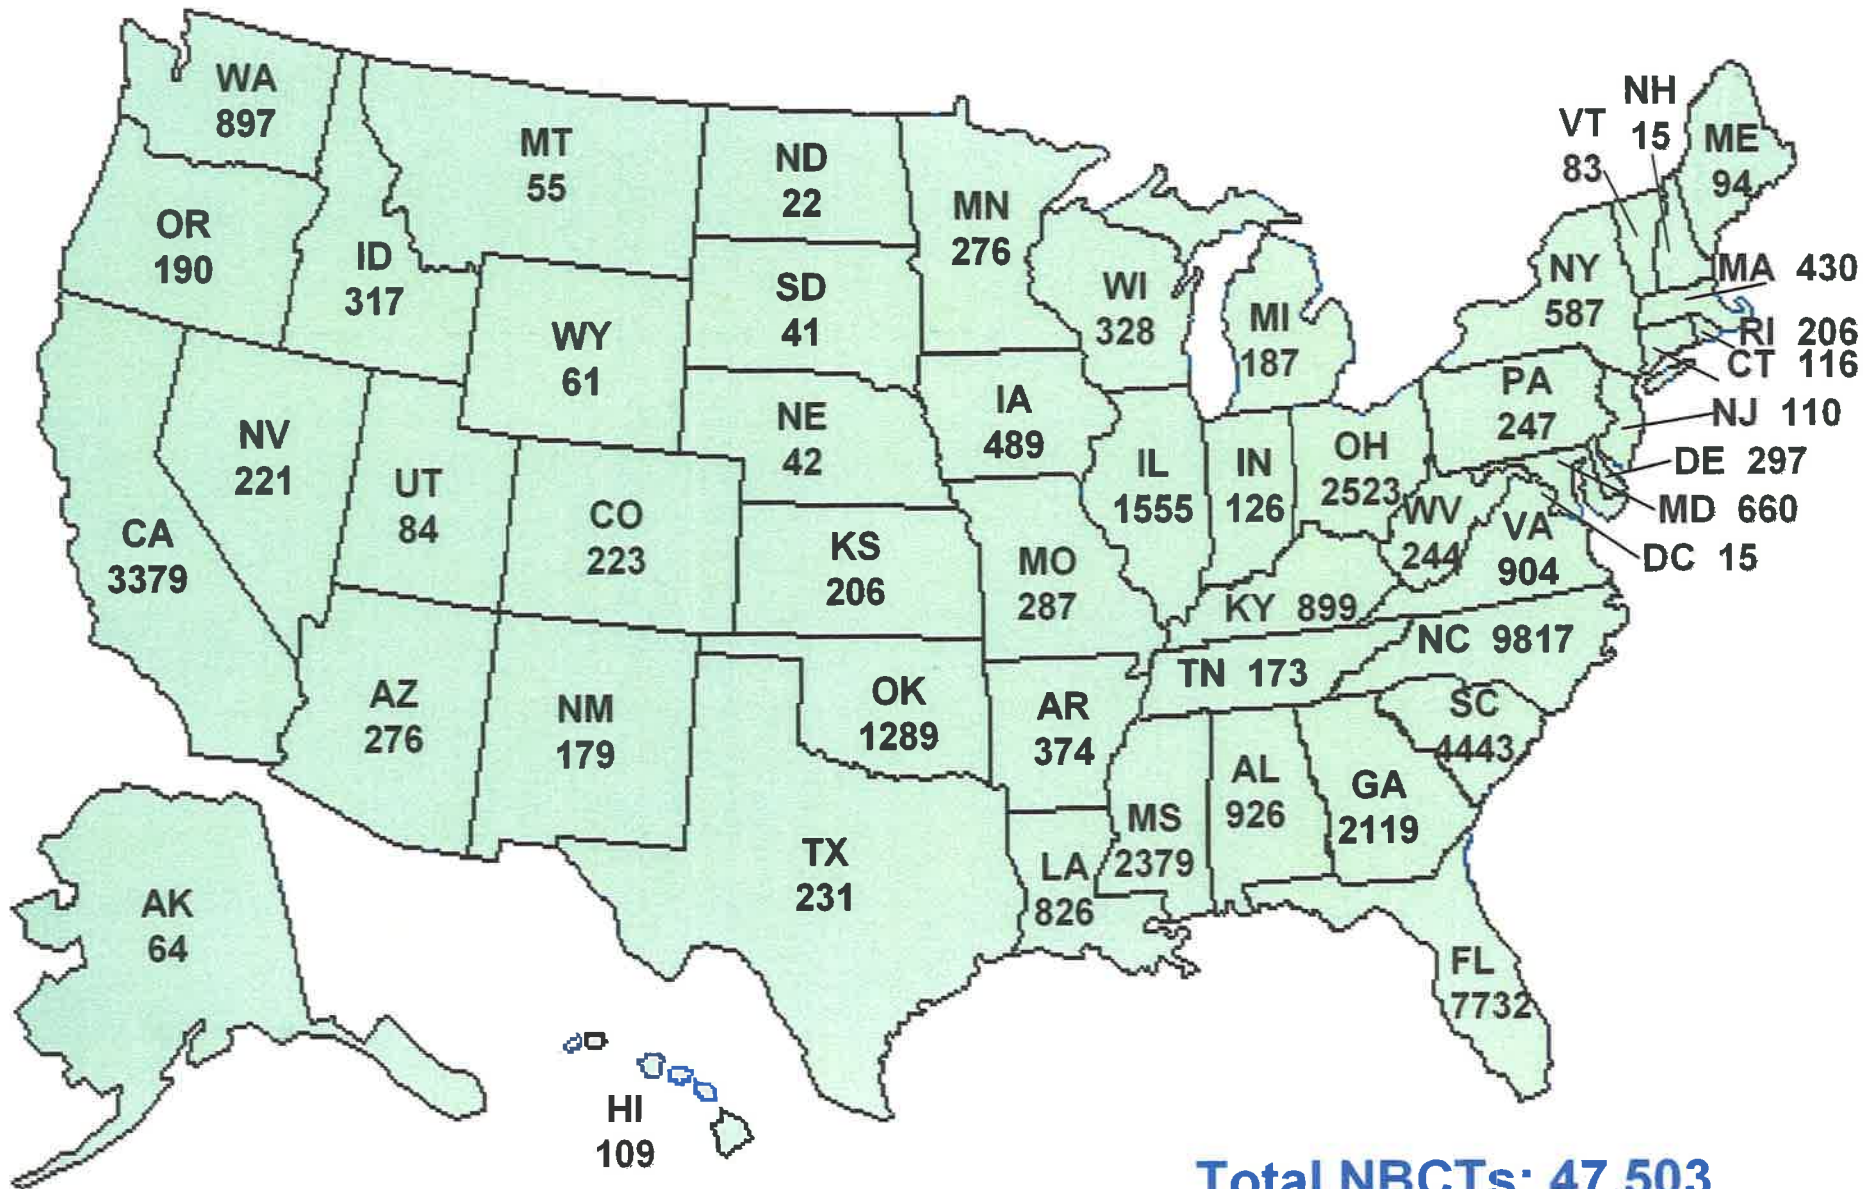 WA
897
MT
55
ND
22
MN
276
OR
190
ID
317
SD
41
WY
61
WI
328
MI
187
NH
15
VT
83
ME
94
NY
587
MA 430
RI 206
CT 116
NJ 110
DE 297
MD 660
DC 15
PA
247
NE
42
IA
489
IL
1555
IN
126
OH
2523
WV
244
VA
904
NV
221
UT
84
CO
223
KS
206
MO
287
KY 899
CA
3379
NC 9817
TN 173
SC
4443
AZ
276
NM
179
OK
1289
AR
374
MS
2379
AL
926
GA
2119
TX
231
LA
826
FL
7732
AK
64
HI
109
Total NBCTs: 47,503